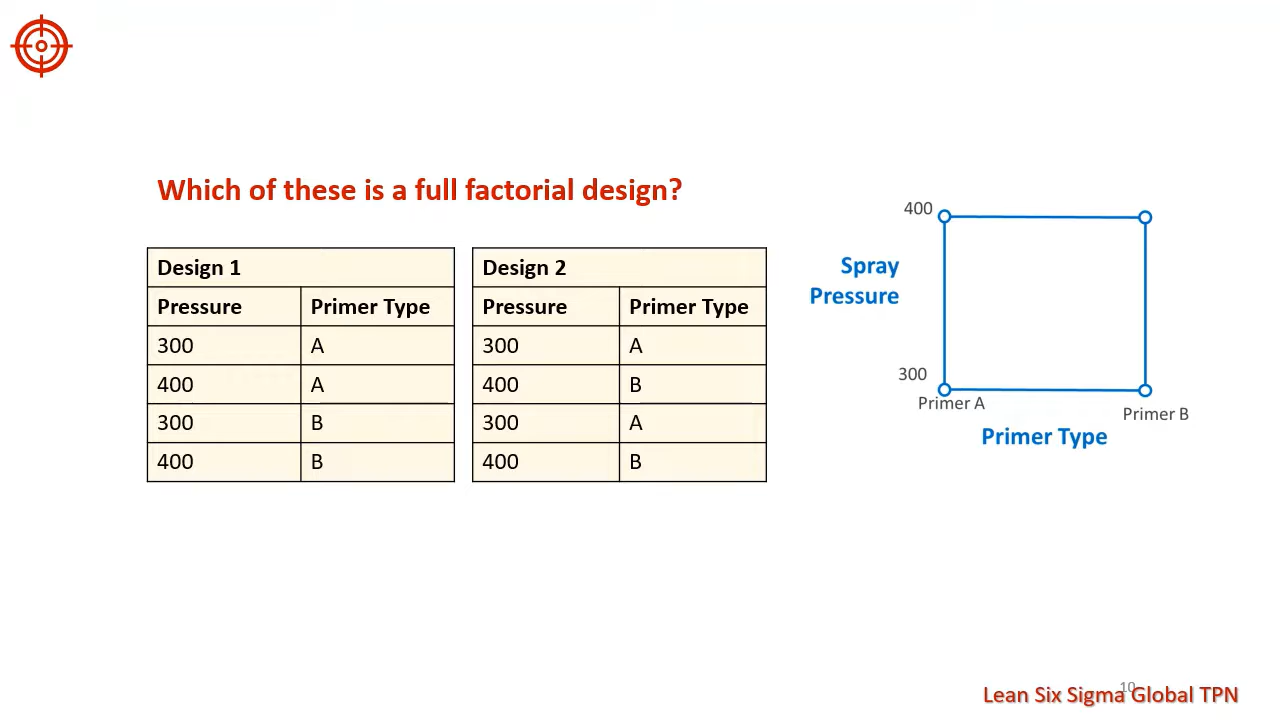 Which of these is a full factorial design?
Design 1
Pressure Primer Type
300 A
400 A
300 B
400 B
Design 2
Pressure Primer Type
300 A
400 B
300 A
400 B
400
Spray
Pressure
300
Primer A
Primer B
Primer Type
10
Lean Six Sigma Global TPN